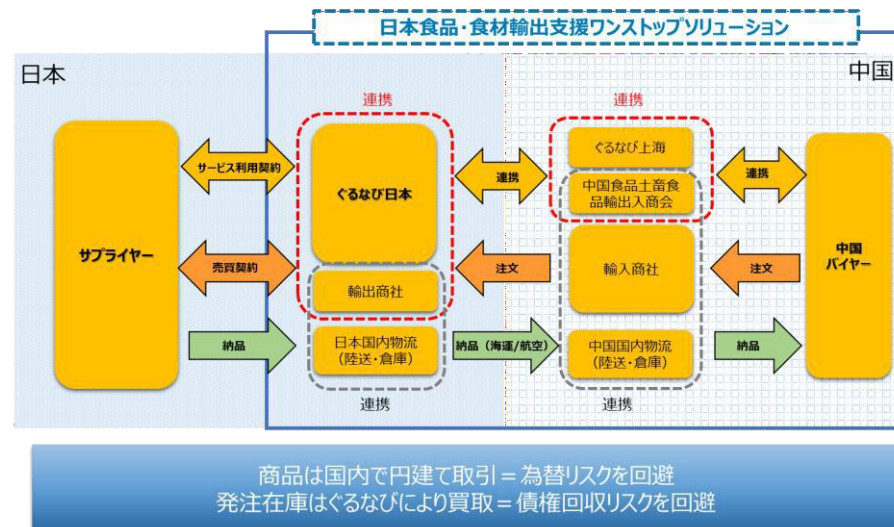 日本食品・食材輸出支援ワンストップソリューション
日本
中国
連携
連携
サプライヤー
サービス利用契約
ぐるなび日本
連携
ぐるなび上海
中国食品土畜食
品輸出入商会
連携
中国
バイヤー
売買契約
輸出商社
注文
輸入商社
注文
納品
日本国内物流
(陸送・倉庫)
納品(海運/航空)
中国国内物流
(陸送・倉庫)
納品
連携
連携
商品は国内で円建て取引=為替リスクを回避
発注在庫はぐるなびにより買取=債権回収リスクを回避